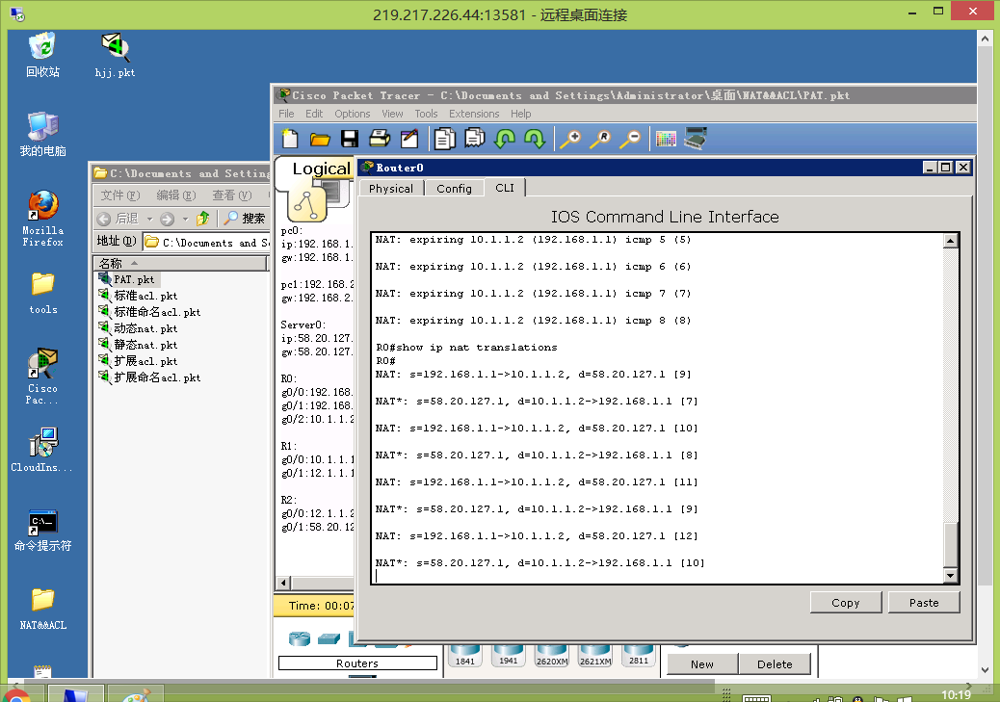 219.217.226.44:13581 - 远程桌面连接
回收站
hjj.pkt
我的电脑
Mozilla
Firefox
tools
Cisco
Pac...
CloudIns...
命令提示符
NAT&&ACL
C:\Documents and Setting
文件(F) 编辑(E) 查看(V)
后退 搜索
地址(D) C:\Documents and Se
名称
PAT.pkt
标准acl.pkt
标准命名acl.pkt
动态nat.pkt
静态nat.pkt
扩展acl.pkt
扩展命名acl.pkt
Cisco Packet Tracer - C:\Documents and Settings\Administrator\桌面\NAT&&ACL\PAT.pkt
File Edit Options View Tools Extensions Help
Logical
pc0:
ip:192.168.1.
gw:192.168.1.
pc1:192.168.2
gw:192.168.2.
Server0:
ip:58.20.127.
gw:58.20.127.
R0:
g0/0:192.168.
g0/1:192.168.
g0/2:10.1.1.2
R1:
g0/0:10.1.1.1
g0/1:12.1.1.1
R2:
g0/0:12.1.1.2
g0/1:58.20.12
Time: 00:07
Routers
1841 1941 2620XM 2621XM 2811
New Delete
Router0
Physical Config CLI
IOS Command Line Interface
NAT: expiring 10.1.1.2 (192.168.1.1) icmp 5 (5)
NAT: expiring 10.1.1.2 (192.168.1.1) icmp 6 (6)
NAT: expiring 10.1.1.2 (192.168.1.1) icmp 7 (7)
NAT: expiring 10.1.1.2 (192.168.1.1) icmp 8 (8)
R0#show ip nat translations
R0#
NAT: s=192.168.1.1->10.1.1.2, d=58.20.127.1 [9]
NAT*: s=58.20.127.1, d=10.1.1.2->192.168.1.1 [7]
NAT: s=192.168.1.1->10.1.1.2, d=58.20.127.1 [10]
NAT*: s=58.20.127.1, d=10.1.1.2->192.168.1.1 [8]
NAT: s=192.168.1.1->10.1.1.2, d=58.20.127.1 [11]
NAT*: s=58.20.127.1, d=10.1.1.2->192.168.1.1 [9]
NAT: s=192.168.1.1->10.1.1.2, d=58.20.127.1 [12]
NAT*: s=58.20.127.1, d=10.1.1.2->192.168.1.1 [10]
Copy Paste
10:19